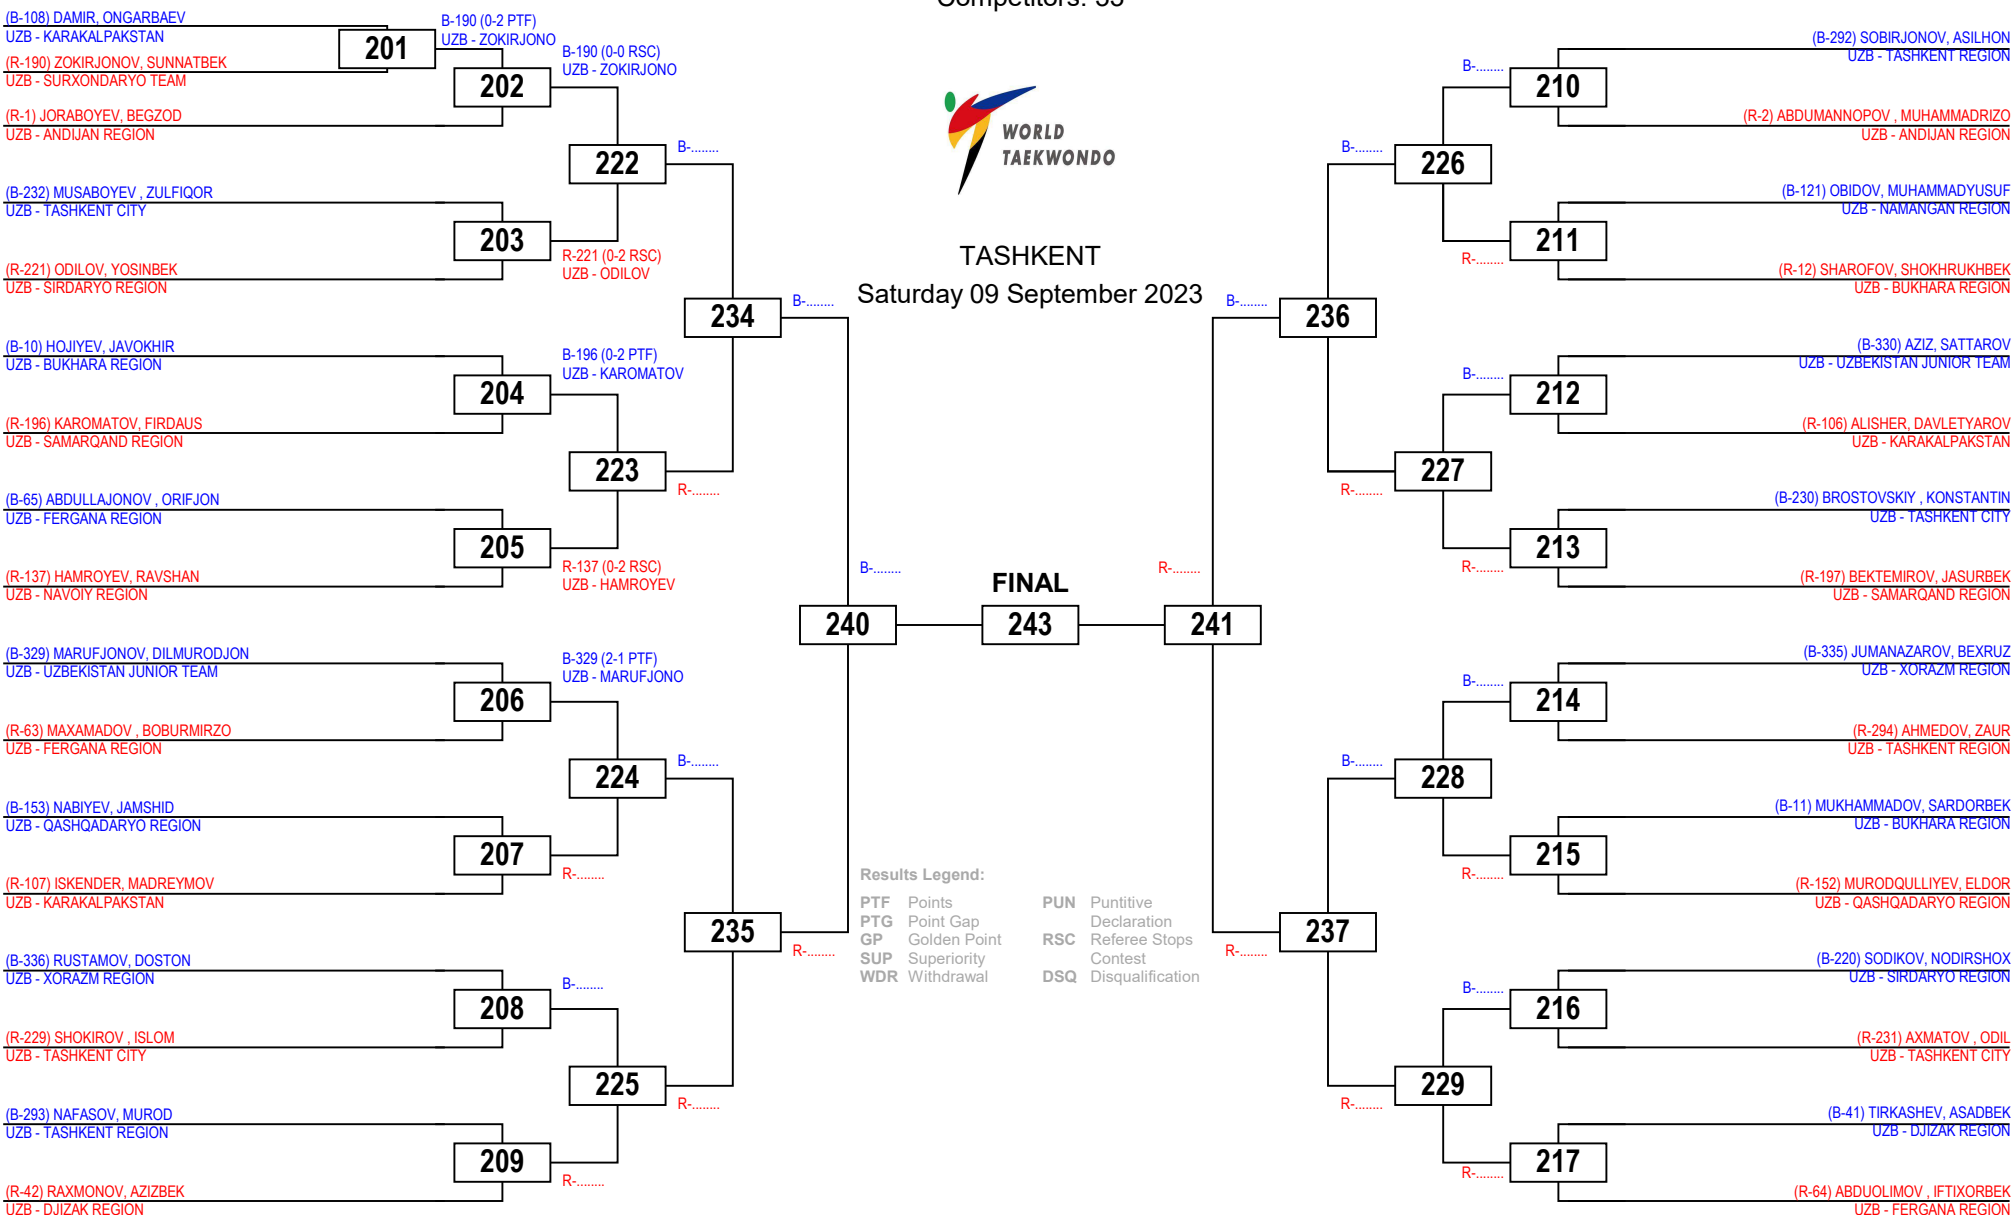 Competitors: 33
(B-108) DAMIR, ONGARBAEV
UZB - KARAKALPAKSTAN
(R-190) ZOKIRJONOV, SUNNATBEK
UZB - SURXONDARYO TEAM
(R-1) JORABOYEV, BEGZOD
UZB - ANDIJAN REGION
(B-232) MUSABOYEV , ZULFIQOR
UZB - TASHKENT CITY
(R-221) ODILOV, YOSINBEK
UZB - SIRDARYO REGION
(B-10) HOJIYEV, JAVOKHIR
UZB - BUKHARA REGION
(R-196) KAROMATOV, FIRDAUS
UZB - SAMARQAND REGION
(B-65) ABDULLAJONOV , ORIFJON
UZB - FERGANA REGION
(R-137) HAMROYEV, RAVSHAN
UZB - NAVOIY REGION
(B-329) MARUFJONOV, DILMURODJON
UZB - UZBEKISTAN JUNIOR TEAM
(R-63) MAXAMADOV , BOBURMIRZO
UZB - FERGANA REGION
(B-153) NABIYEV, JAMSHID
UZB - QASHQADARYO REGION
(R-107) ISKENDER, MADREYMOV
UZB - KARAKALPAKSTAN
(B-336) RUSTAMOV, DOSTON
UZB - XORAZM REGION
(R-229) SHOKIROV , ISLOM
UZB - TASHKENT CITY
(B-293) NAFASOV, MUROD
UZB - TASHKENT REGION
(R-42) RAXMONOV, AZIZBEK
UZB - DJIZAK REGION
201
B-190 (0-2 PTF)
UZB - ZOKIRJONO
202
203
204
205
206
207
208
209
B-190 (0-0 RSC)
UZB - ZOKIRJONO
R-221 (0-2 RSC)
UZB - ODILOV
B-196 (0-2 PTF)
UZB - KAROMATOV
R-137 (0-2 RSC)
UZB - HAMROYEV
B-329 (2-1 PTF)
UZB - MARUFJONO
R-........
B-........
R-........
222
223
224
225
B-........
R-........
B-........
R-........
234
235
B-........
R-........
B-........
240
WORLD
TAEKWONDO
TASHKENT
Saturday 09 September 2023
FINAL
243
Results Legend:
PTF Points
PTG Point Gap
GP Golden Point
SUP Superiority
WDR Withdrawal
PUN Puntitive
Declaration
RSC Referee Stops
Contest
DSQ Disqualification
R-........
241
B-........
R-........
236
237
B-........
R-........
B-........
R-........
226
227
228
229
B-........
R-........
B-........
R-........
B-........
R-........
B-........
R-........
210
211
212
213
214
215
216
217
(B-292) SOBIRJONOV, ASILHON
UZB - TASHKENT REGION
(R-2) ABDUMANNOPOV , MUHAMMADRIZO
UZB - ANDIJAN REGION
(B-121) OBIDOV, MUHAMMADYUSUF
UZB - NAMANGAN REGION
(R-12) SHAROFOV, SHOKHRUKHBEK
UZB - BUKHARA REGION
(B-330) AZIZ, SATTAROV
UZB - UZBEKISTAN JUNIOR TEAM
(R-106) ALISHER, DAVLETYAROV
UZB - KARAKALPAKSTAN
(B-230) BROSTOVSKIY , KONSTANTIN
UZB - TASHKENT CITY
(R-197) BEKTEMIROV, JASURBEK
UZB - SAMARQAND REGION
(B-335) JUMANAZAROV, BEXRUZ
UZB - XORAZM REGION
(R-294) AHMEDOV, ZAUR
UZB - TASHKENT REGION
(B-11) MUKHAMMADOV, SARDORBEK
UZB - BUKHARA REGION
(R-152) MURODQULLIYEV, ELDOR
UZB - QASHQADARYO REGION
(B-220) SODIKOV, NODIRSHOX
UZB - SIRDARYO REGION
(R-231) AXMATOV , ODIL
UZB - TASHKENT CITY
(B-41) TIRKASHEV, ASADBEK
UZB - DJIZAK REGION
(R-64) ABDUOLIMOV , IFTIXORBEK
UZB - FERGANA REGION